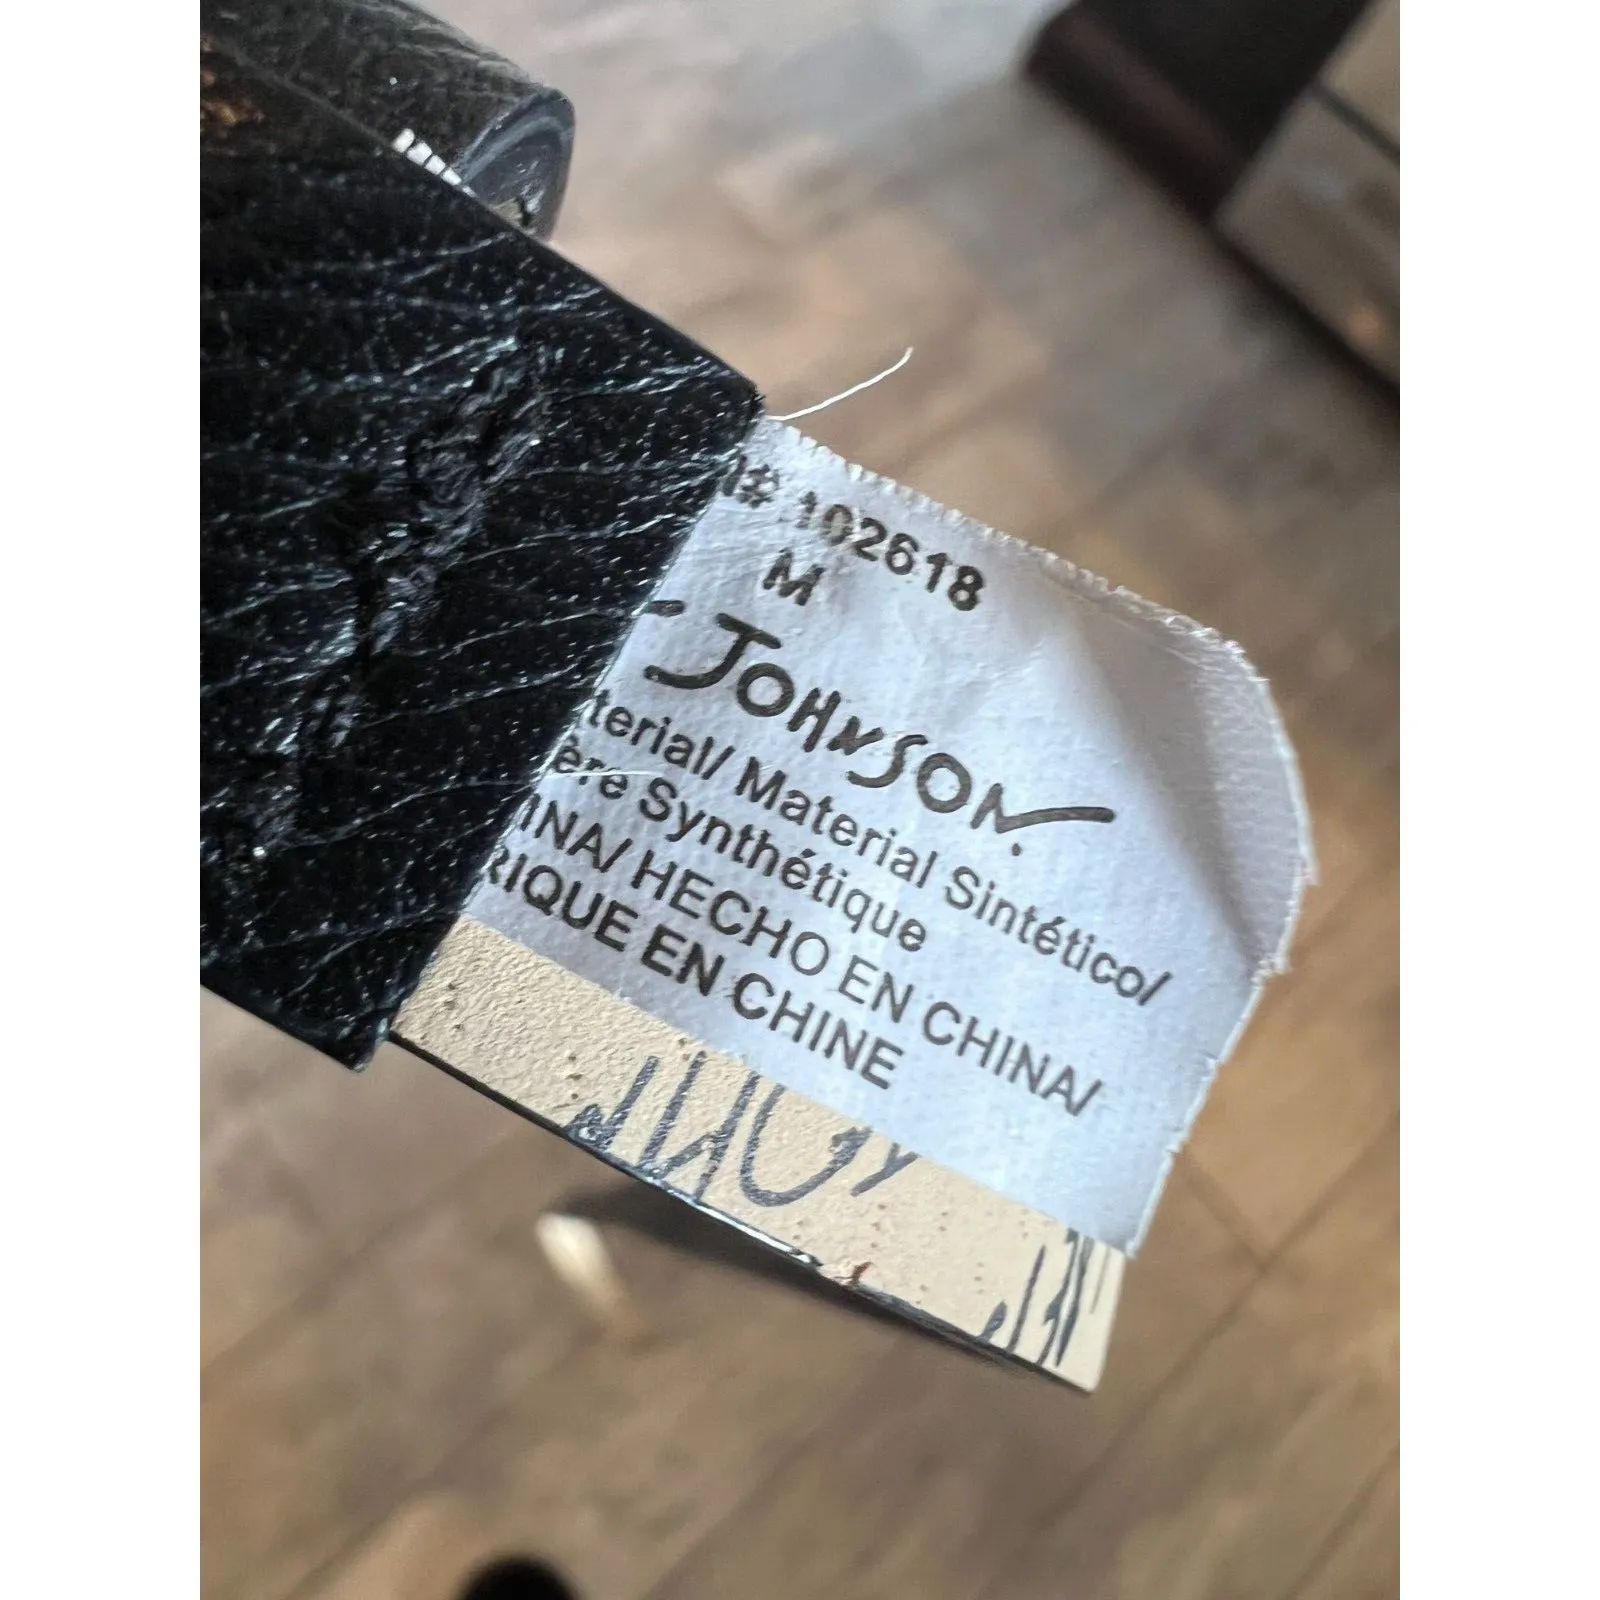 N# 102618
M
JOHNSON
terial/ Material Sintético/
ère Synthétique
INA/ HECHO EN CHINA/
RIQUE EN CHINE